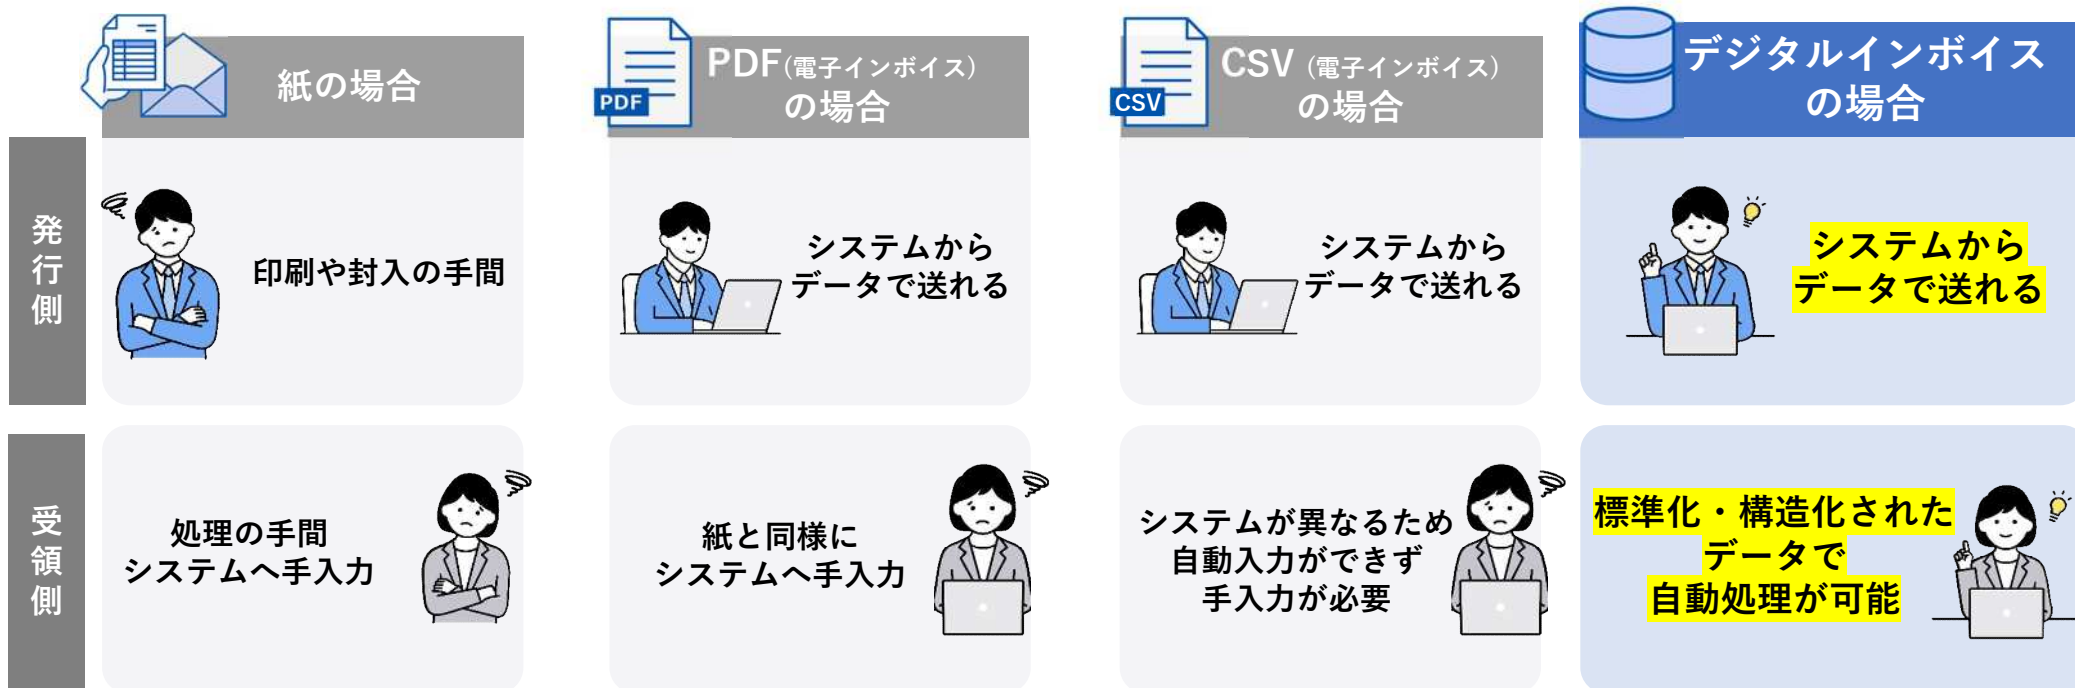 紙の場合
PDF(電子インボイス)
の場合
PDF
CSV (電子インボイス)
の場合
CSV
デジタルインボイス
の場合
発行側
印刷や封入の手間
システムから
データで送れる
システムから
データで送れる
システムから
データで送れる
受領側
処理の手間
システムへ手入力
紙と同様に
システムへ手入力
システムが異なるため
自動入力ができず
手入力が必要
標準化・構造化された
データで
自動処理が可能